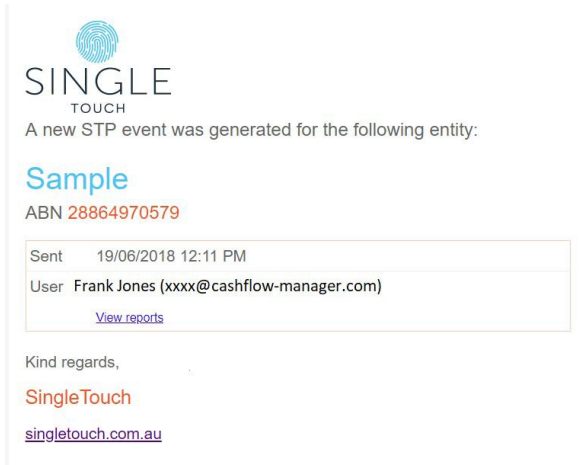 SINGLE
TOUCH
A new STP event was generated for the following entity:
Sample
ABN 28864970579
Sent 19/06/2018 12:11 PM
User Frank Jones (xxxx@cashflow-manager.com)
View reports
Kind regards,
SingleTouch
singletouch.com.au